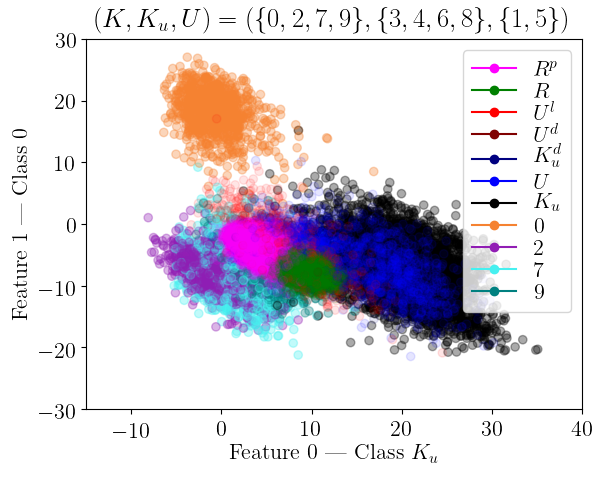 (K, K_u, U) = ({0, 2, 7, 9}, {3, 4, 6, 8}, {1, 5})
30
20
10
0
−10
−20
−30
Feature 1 — Class 0
R^p
R
U^l
U^d
K_u^d
U
K_u
0
2
7
9
−10
0
10
20
30
40
Feature 0 — Class K_u